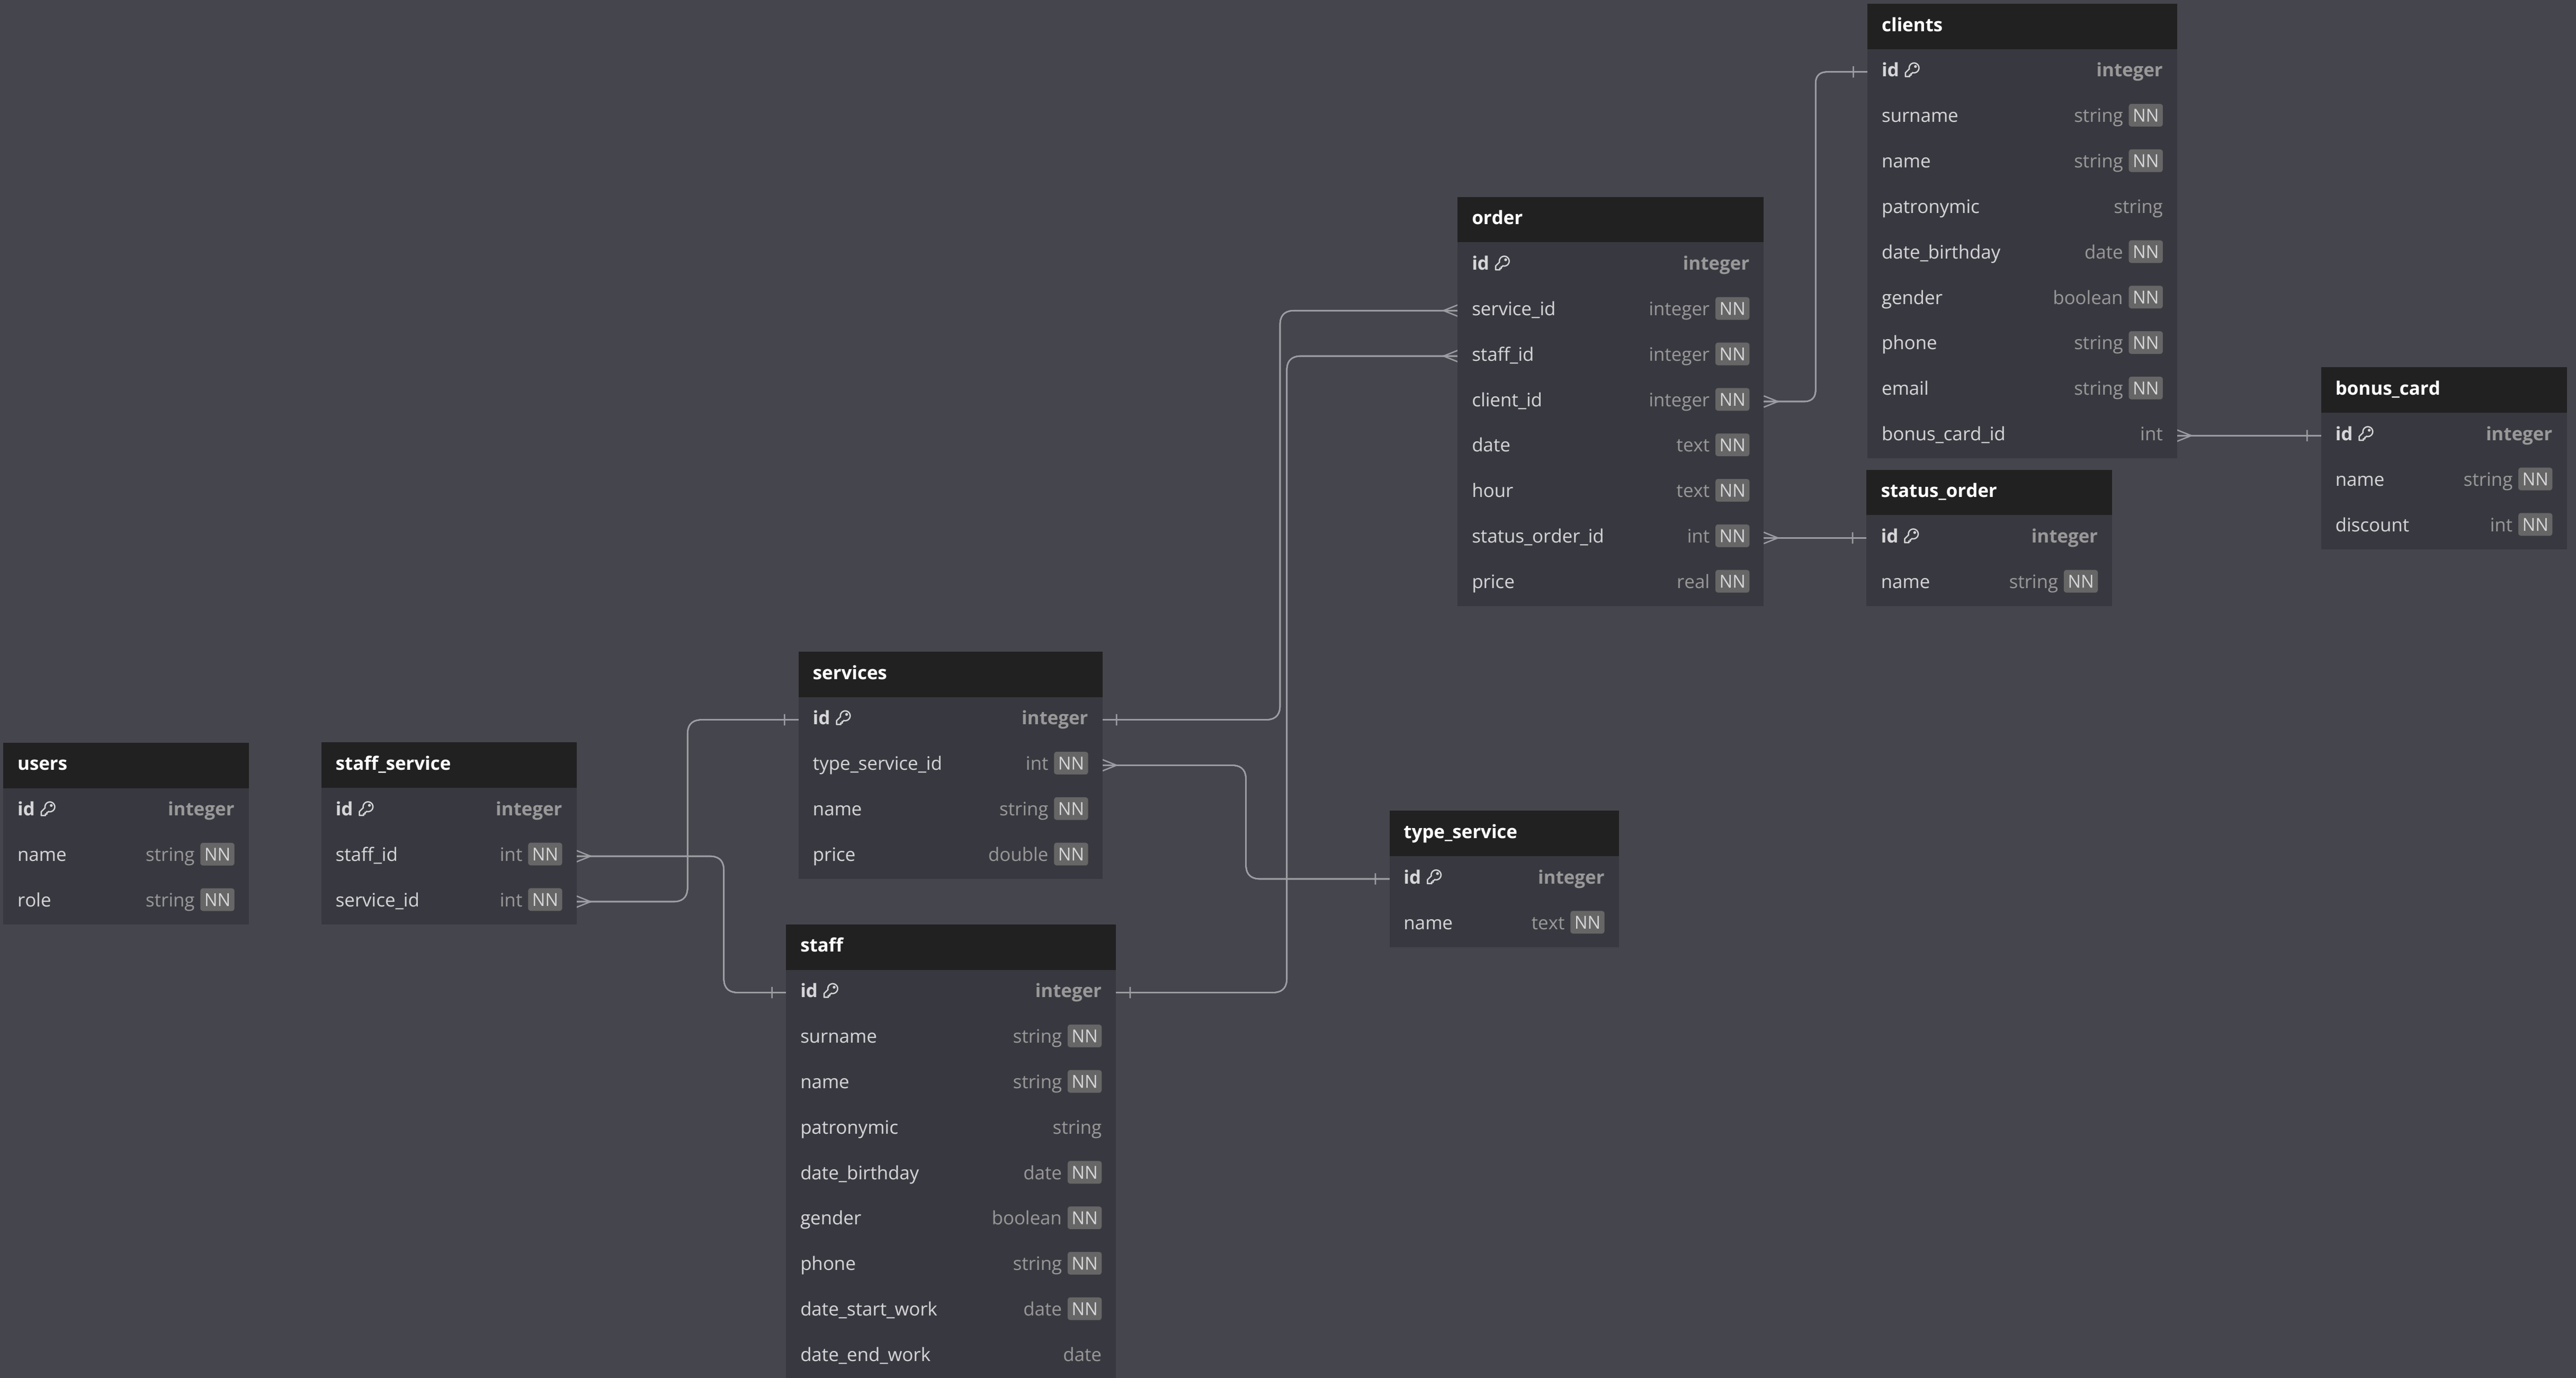 clients
id integer
surname string NN
name string NN
patronymic string
date_birthday date NN
gender boolean NN
phone string NN
email string NN
bonus_card_id int
order
id integer
service_id integer NN
staff_id integer NN
client_id integer NN
date text NN
hour text NN
status_order_id int NN
price real NN
bonus_card
id integer
name string NN
discount int NN
status_order
id integer
name string NN
services
id integer
type_service_id int NN
name string NN
price double NN
users
id integer
name string NN
role string NN
staff_service
id integer
staff_id int NN
service_id int NN
type_service
id integer
name text NN
staff
id integer
surname string NN
name string NN
patronymic string
date_birthday date NN
gender boolean NN
phone string NN
date_start_work date NN
date_end_work date